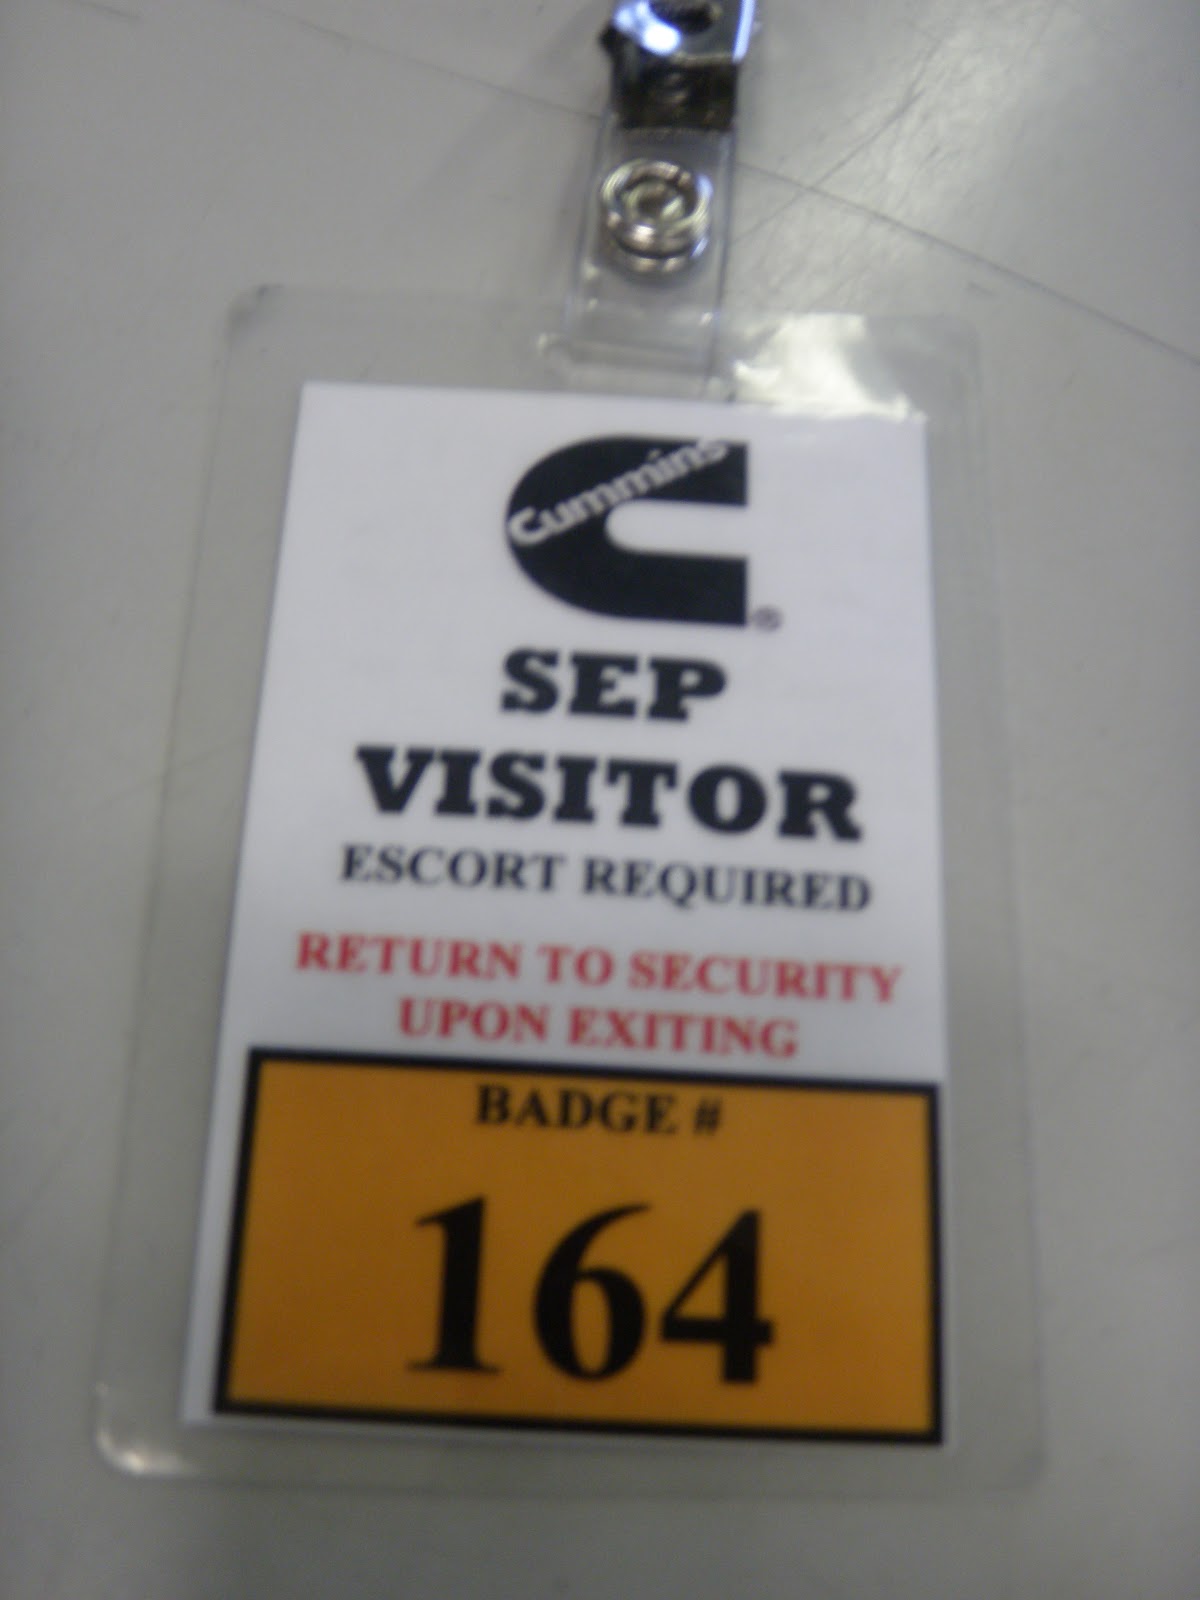 Cummins
®
SEP
VISITOR
ESCORT REQUIRED
RETURN TO SECURITY
UPON EXITING
BADGE #
164